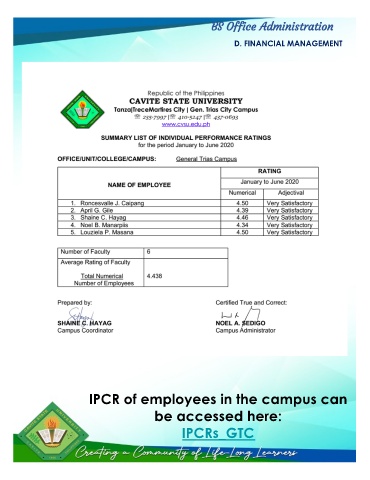 BS Office Administration
D. FINANCIAL MANAGEMENT
Republic of the Philippines
CAVITE STATE UNIVERSITY
Tanza|TreceMartires City | Gen. Trias City Campus
☏ 235-7997 |☏ 410-5247 |☏ 437-0693
www.cvsu.edu.ph
SUMMARY LIST OF INDIVIDUAL PERFORMANCE RATINGS
for the period January to June 2020
OFFICE/UNIT/COLLEGE/CAMPUS: General Trias Campus
NAME OF EMPLOYEE
RATING
January to June 2020
Numerical Adjectival
1. Roncesvalle J. Caipang 4.50 Very Satisfactory
2. April G. Gile 4.39 Very Satisfactory
3. Shaine C. Hayag 4.46 Very Satisfactory
4. Noel B. Manarpiis 4.34 Very Satisfactory
5. Louziela P. Masana 4.50 Very Satisfactory
Number of Faculty 6
Average Rating of Faculty
Total Numerical 4.438
Number of Employees
Prepared by: Certified True and Correct:
SHAINE C. HAYAG NOEL A. SEDIGO
Campus Coordinator Campus Administrator
IPCR of employees in the campus can
be accessed here:
IPCRs_GTC
Creating a Community of Life-Long Learners